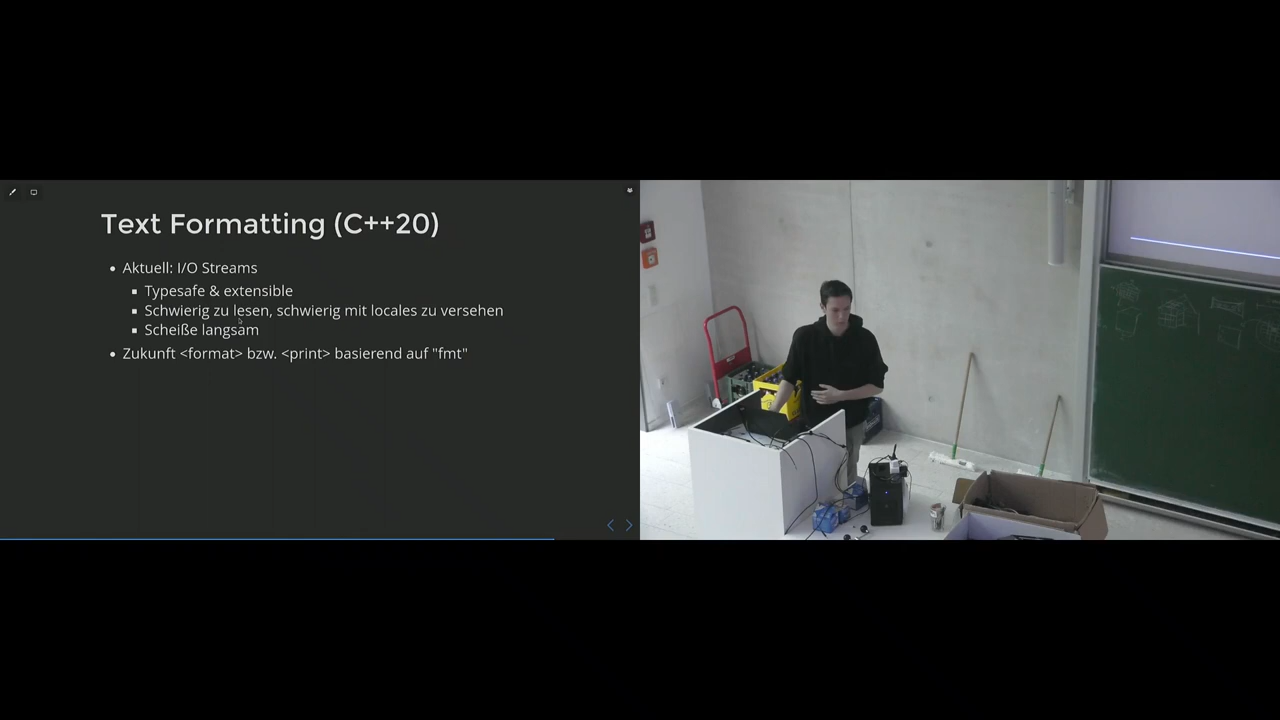 Text Formatting (C++20)
Aktuell: I/O Streams
Typesafe & extensible
Schwierig zu lesen, schwierig mit locales zu versehen
Scheiße langsam
Zukunft <format> bzw. <print> basierend auf "fmt"